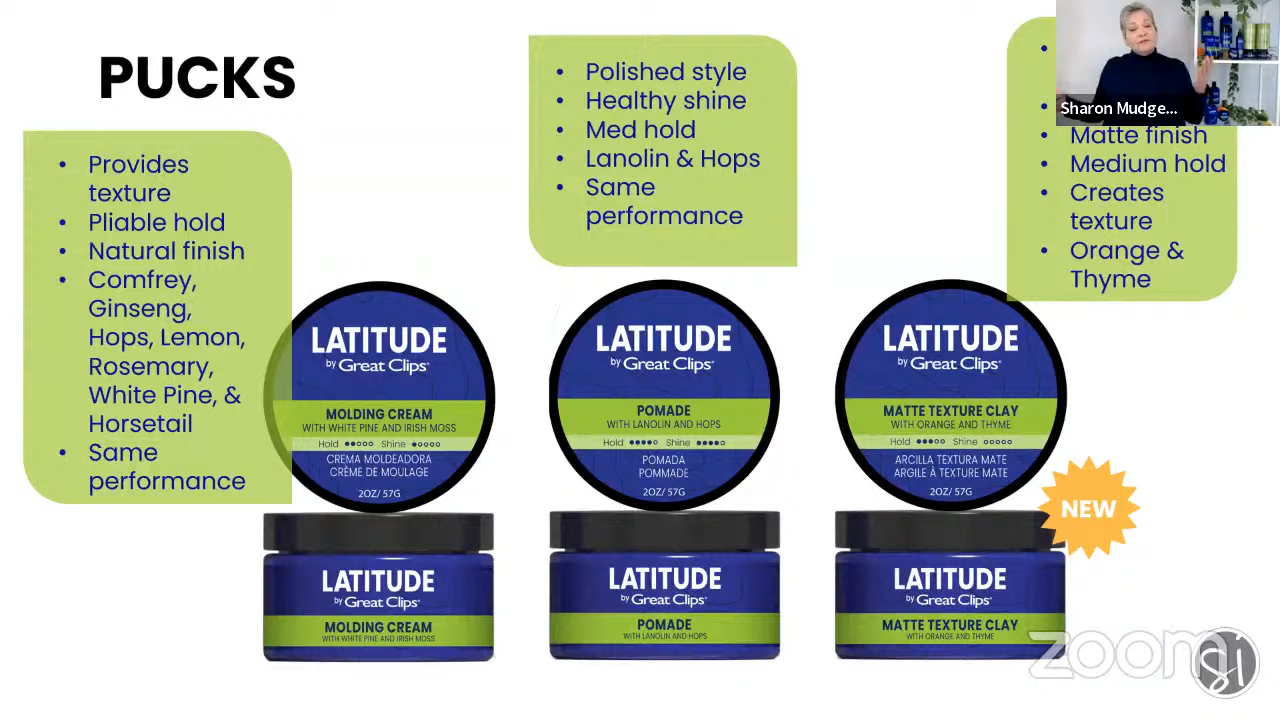 PUCKS
• Provides
texture
• Pliable hold
• Natural finish
• Comfrey,
Ginseng,
Hops, Lemon,
Rosemary,
White Pine, &
Horsetail
• Same
performance
• Polished style
• Healthy shine
• Med hold
• Lanolin & Hops
• Same
performance
Sharon Mudge...
• Matte finish
• Medium hold
• Creates
texture
• Orange &
Thyme
LATITUDE
by Great Clips®
MOLDING CREAM
WITH WHITE PINE AND IRISH MOSS
Hold ●●○○○ Shine ●○○○○
CREMA MOLDEADORA
CRÈME DE MOULAGE
2OZ/ 57G
LATITUDE
by Great Clips®
POMADE
WITH LANOLIN AND HOPS
Hold ●●●●○ Shine ●●●●○
POMADA
POMMADE
2OZ/ 57G
LATITUDE
by Great Clips®
MATTE TEXTURE CLAY
WITH ORANGE AND THYME
Hold ●●●○○ Shine ○○○○○
ARCILLA TEXTURA MATE
ARGILE À TEXTURE MATE
2OZ/ 57G
NEW
LATITUDE
by Great Clips®
MOLDING CREAM
WITH WHITE PINE AND IRISH MOSS
LATITUDE
by Great Clips®
POMADE
WITH LANOLIN AND HOPS
LATITUDE
by Great Clips®
MATTE TEXTURE CLAY
WITH ORANGE AND THYME
zoom